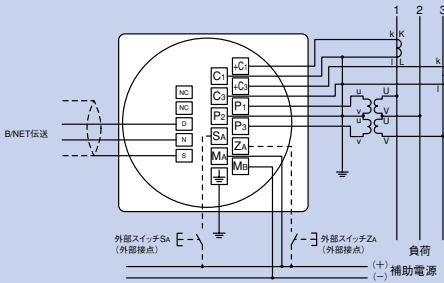 1 2 3
k K
l L
k
l
+C1
C1
+C3
C3
P1
P2
P3
SA
ZA
MA
MB
NC
NC
D
N
S
B/NET伝送
u U
v V
u U
v V
外部スイッチSA
(外部接点)
外部スイッチZA
(外部接点)
負荷
(+)
(−)
補助電源